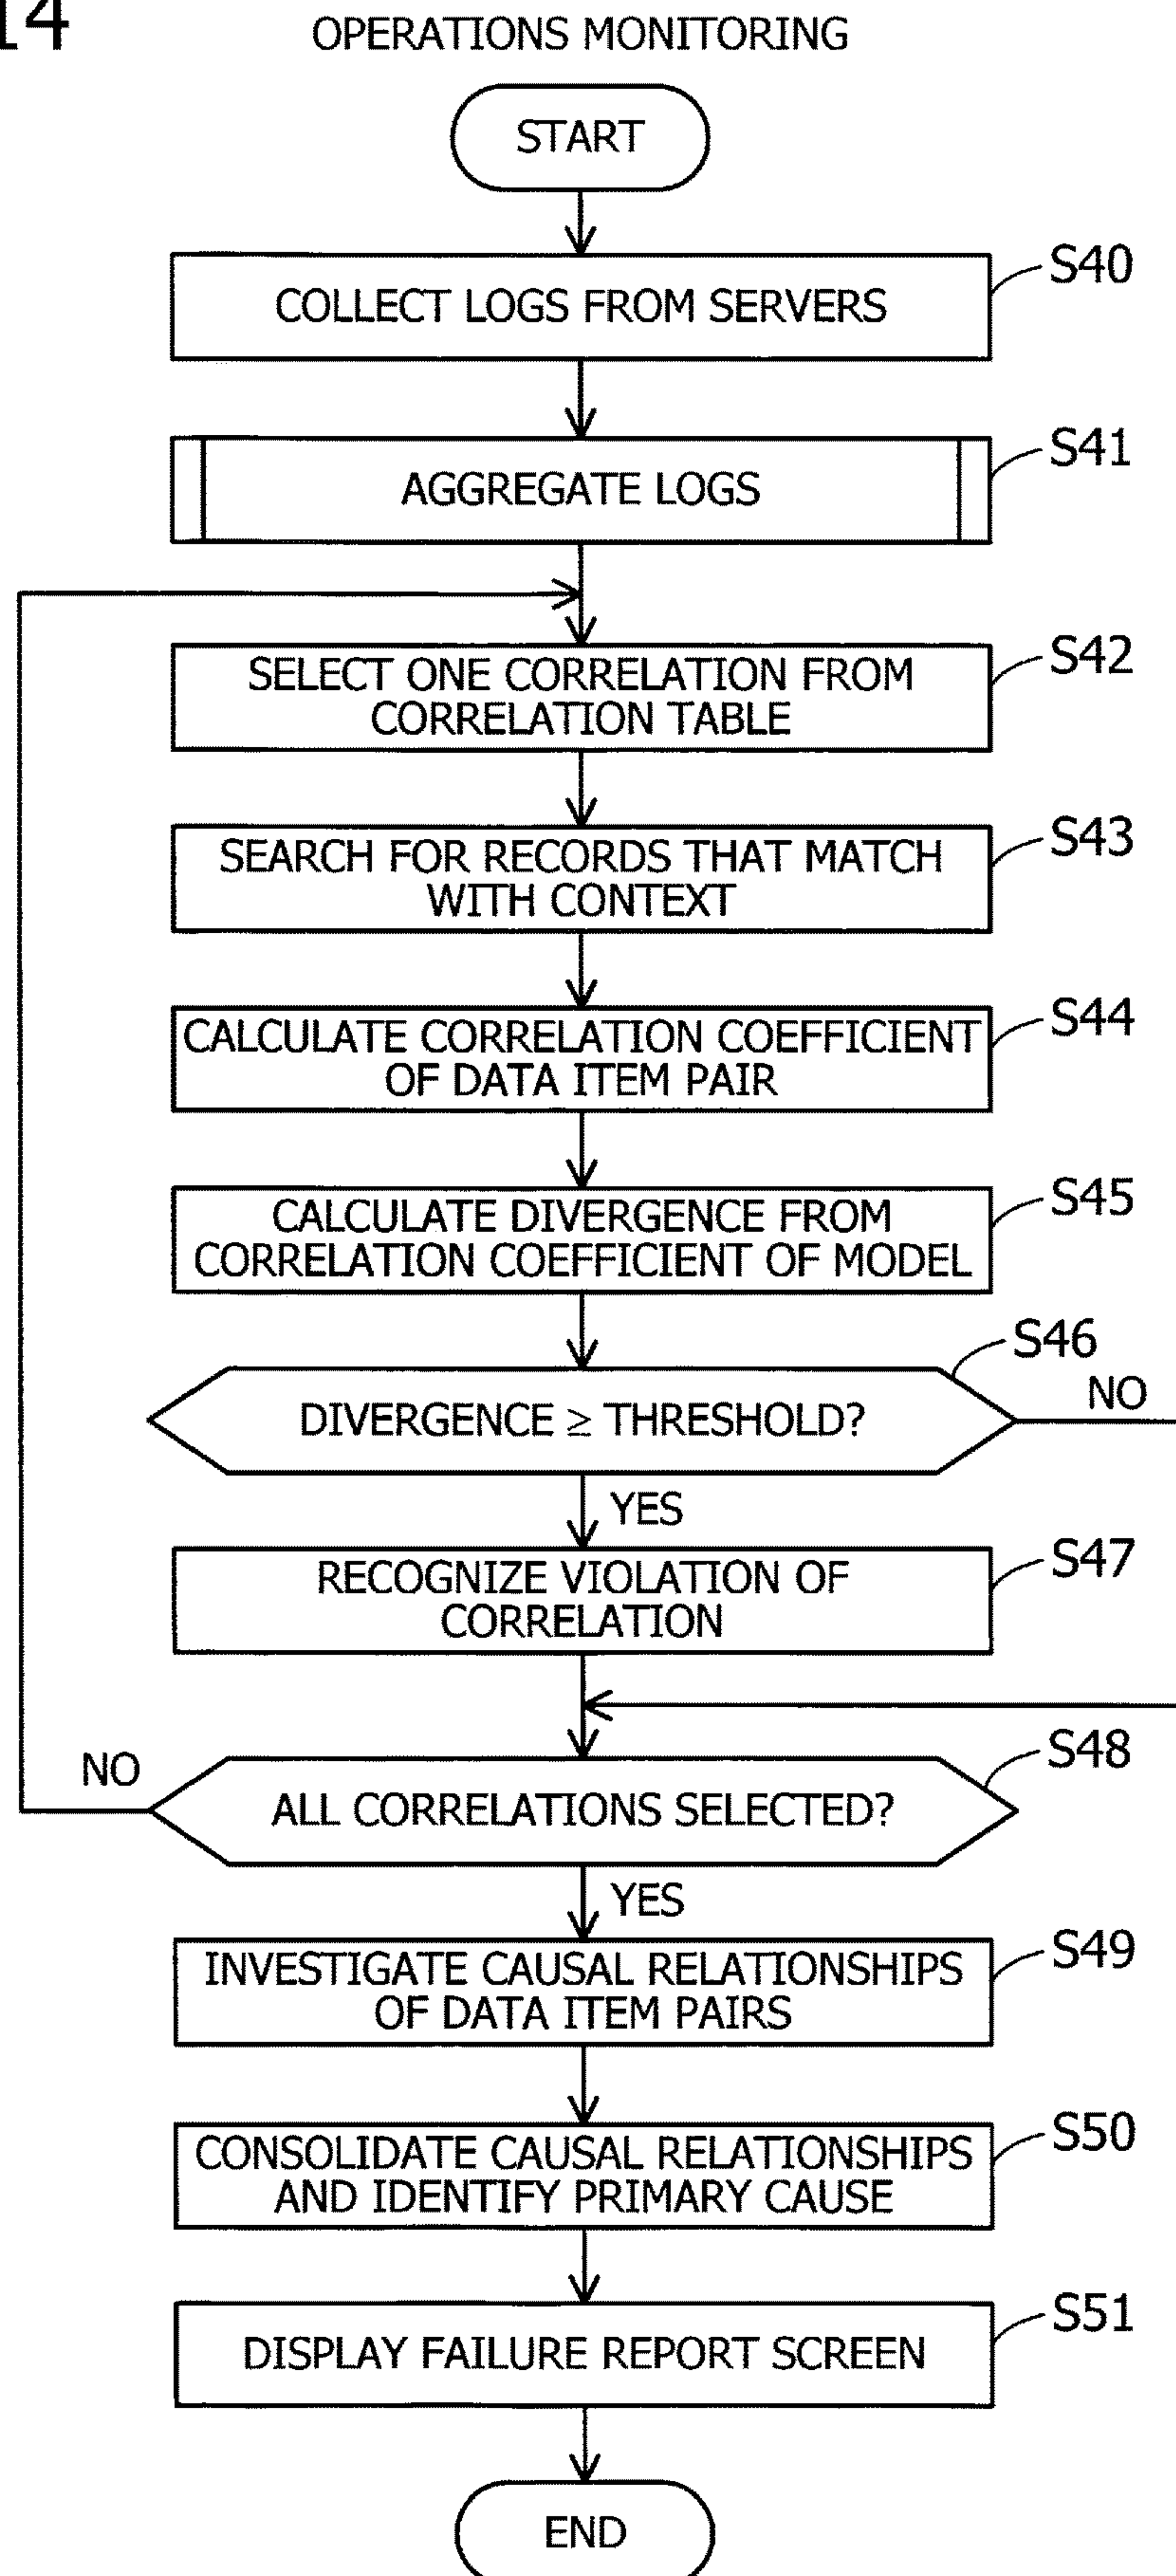 14
OPERATIONS MONITORING
START
S40
COLLECT LOGS FROM SERVERS
S41
AGGREGATE LOGS
S42
SELECT ONE CORRELATION FROM
CORRELATION TABLE
S43
SEARCH FOR RECORDS THAT MATCH
WITH CONTEXT
S44
CALCULATE CORRELATION COEFFICIENT
OF DATA ITEM PAIR
S45
CALCULATE DIVERGENCE FROM
CORRELATION COEFFICIENT OF MODEL
S46
DIVERGENCE ≥ THRESHOLD?
NO
YES
S47
RECOGNIZE VIOLATION OF
CORRELATION
S48
NO
ALL CORRELATIONS SELECTED?
YES
S49
INVESTIGATE CAUSAL RELATIONSHIPS
OF DATA ITEM PAIRS
S50
CONSOLIDATE CAUSAL RELATIONSHIPS
AND IDENTIFY PRIMARY CAUSE
S51
DISPLAY FAILURE REPORT SCREEN
END